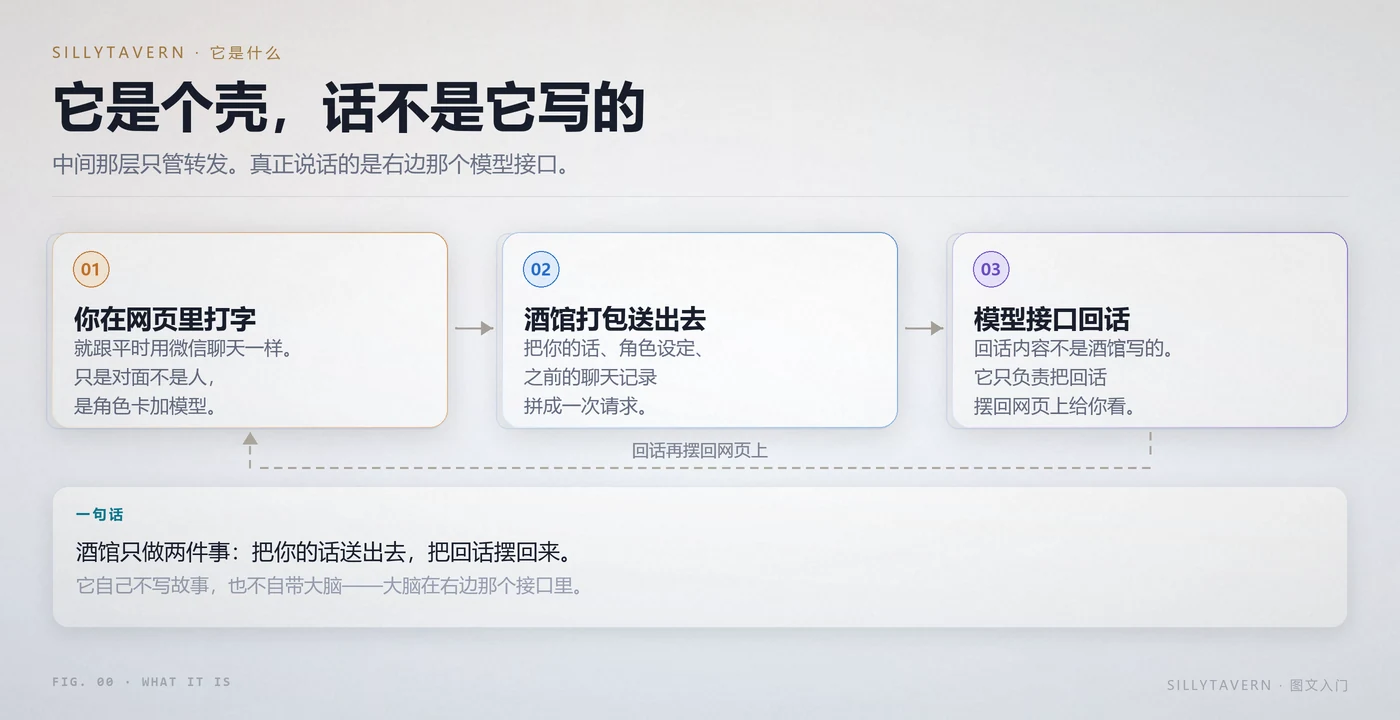 SILLYTAVERN · 它是什么
它是个壳，话不是它写的
中间那层只管转发。真正说话的是右边那个模型接口。
01
你在网页里打字
就跟平时用微信聊天一样。
只是对面不是人，
是角色卡加模型。
02
酒馆打包送出去
把你的话、角色设定、
之前的聊天记录
拼成一次请求。
03
模型接口回话
回话内容不是酒馆写的。
它只负责把回话
摆回网页上给你看。
回话再摆回网页上
一句话
酒馆只做两件事：把你的话送出去，把回话摆回来。
它自己不写故事，也不自带大脑——大脑在右边那个接口里。
FIG. 00 · WHAT IT IS
SILLYTAVERN · 图文入门